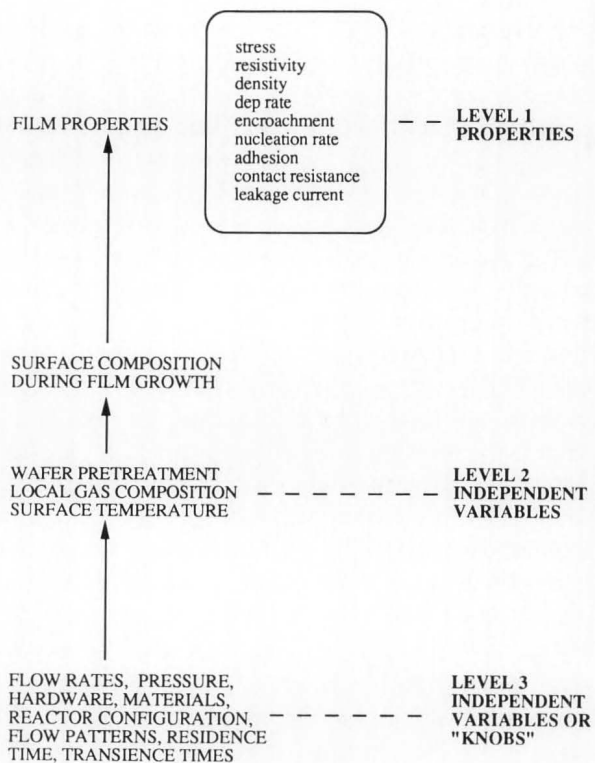 stress
resistivity
density
dep rate
encroachment
nucleation rate
adhesion
contact resistance
leakage current
FILM PROPERTIES
LEVEL 1
PROPERTIES
SURFACE COMPOSITION
DURING FILM GROWTH
WAFER PRETREATMENT
LOCAL GAS COMPOSITION
SURFACE TEMPERATURE
LEVEL 2
INDEPENDENT
VARIABLES
FLOW RATES, PRESSURE,
HARDWARE, MATERIALS,
REACTOR CONFIGURATION,
FLOW PATTERNS, RESIDENCE
TIME, TRANSIENCE TIMES
LEVEL 3
INDEPENDENT
VARIABLES OR
"KNOBS"